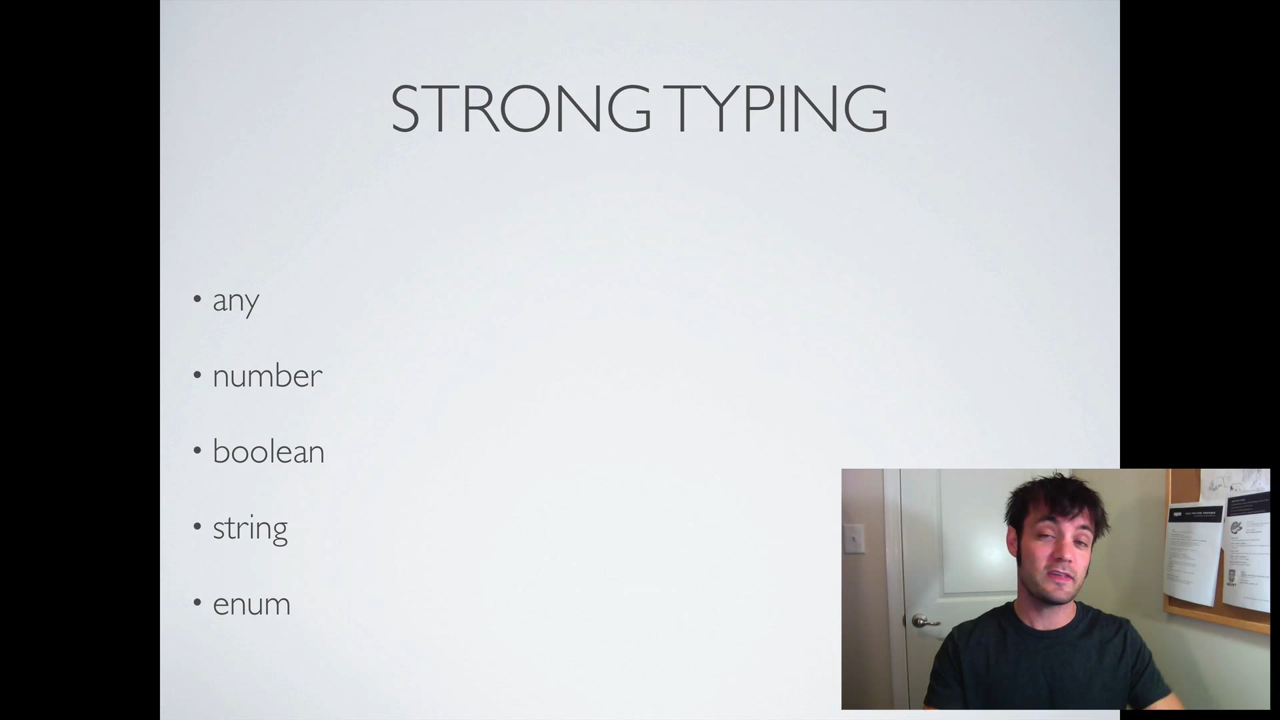 STRONG TYPING
• any
• number
• boolean
• string
• enum